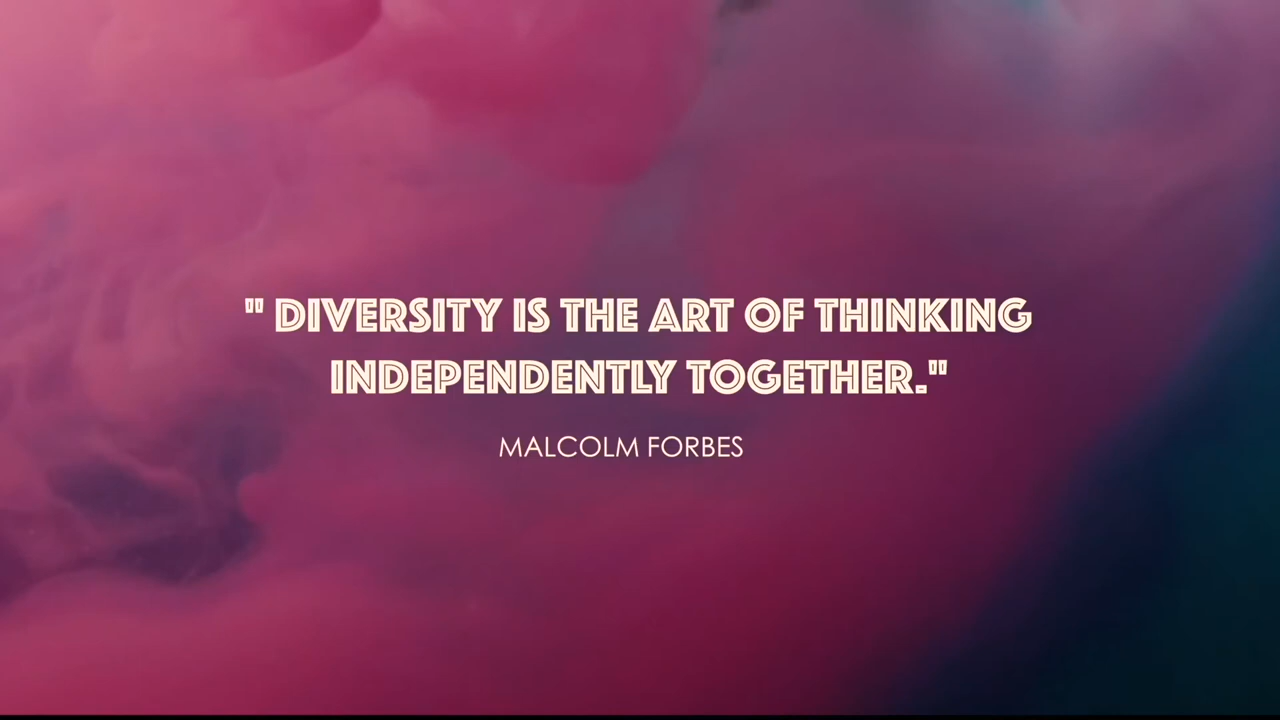 " DIVERSITY IS THE ART OF THINKING
INDEPENDENTLY TOGETHER."
MALCOLM FORBES